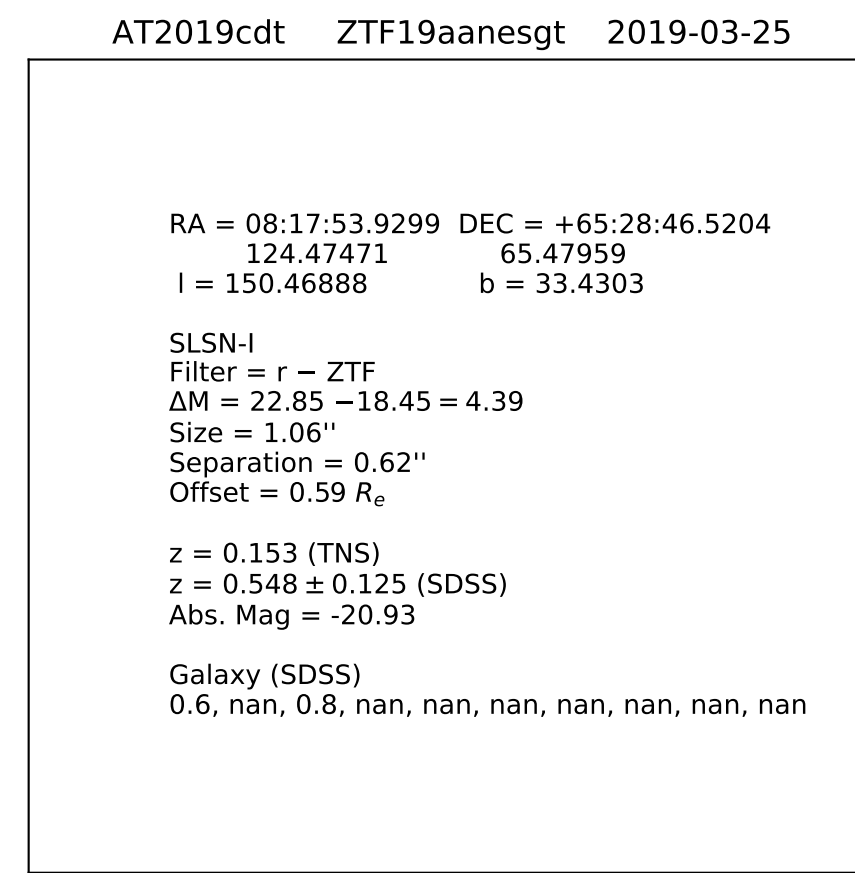 AT2019cdt ZTF19aanesgt 2019-03-25
RA = 08:17:53.9299 DEC = +65:28:46.5204
124.47471 65.47959
l = 150.46888 b = 33.4303
SLSN-I
Filter = r − ZTF
ΔM = 22.85 −18.45 = 4.39
Size = 1.06''
Separation = 0.62''
Offset = 0.59 Re
z = 0.153 (TNS)
z = 0.548 ± 0.125 (SDSS)
Abs. Mag = -20.93
Galaxy (SDSS)
0.6, nan, 0.8, nan, nan, nan, nan, nan, nan, nan